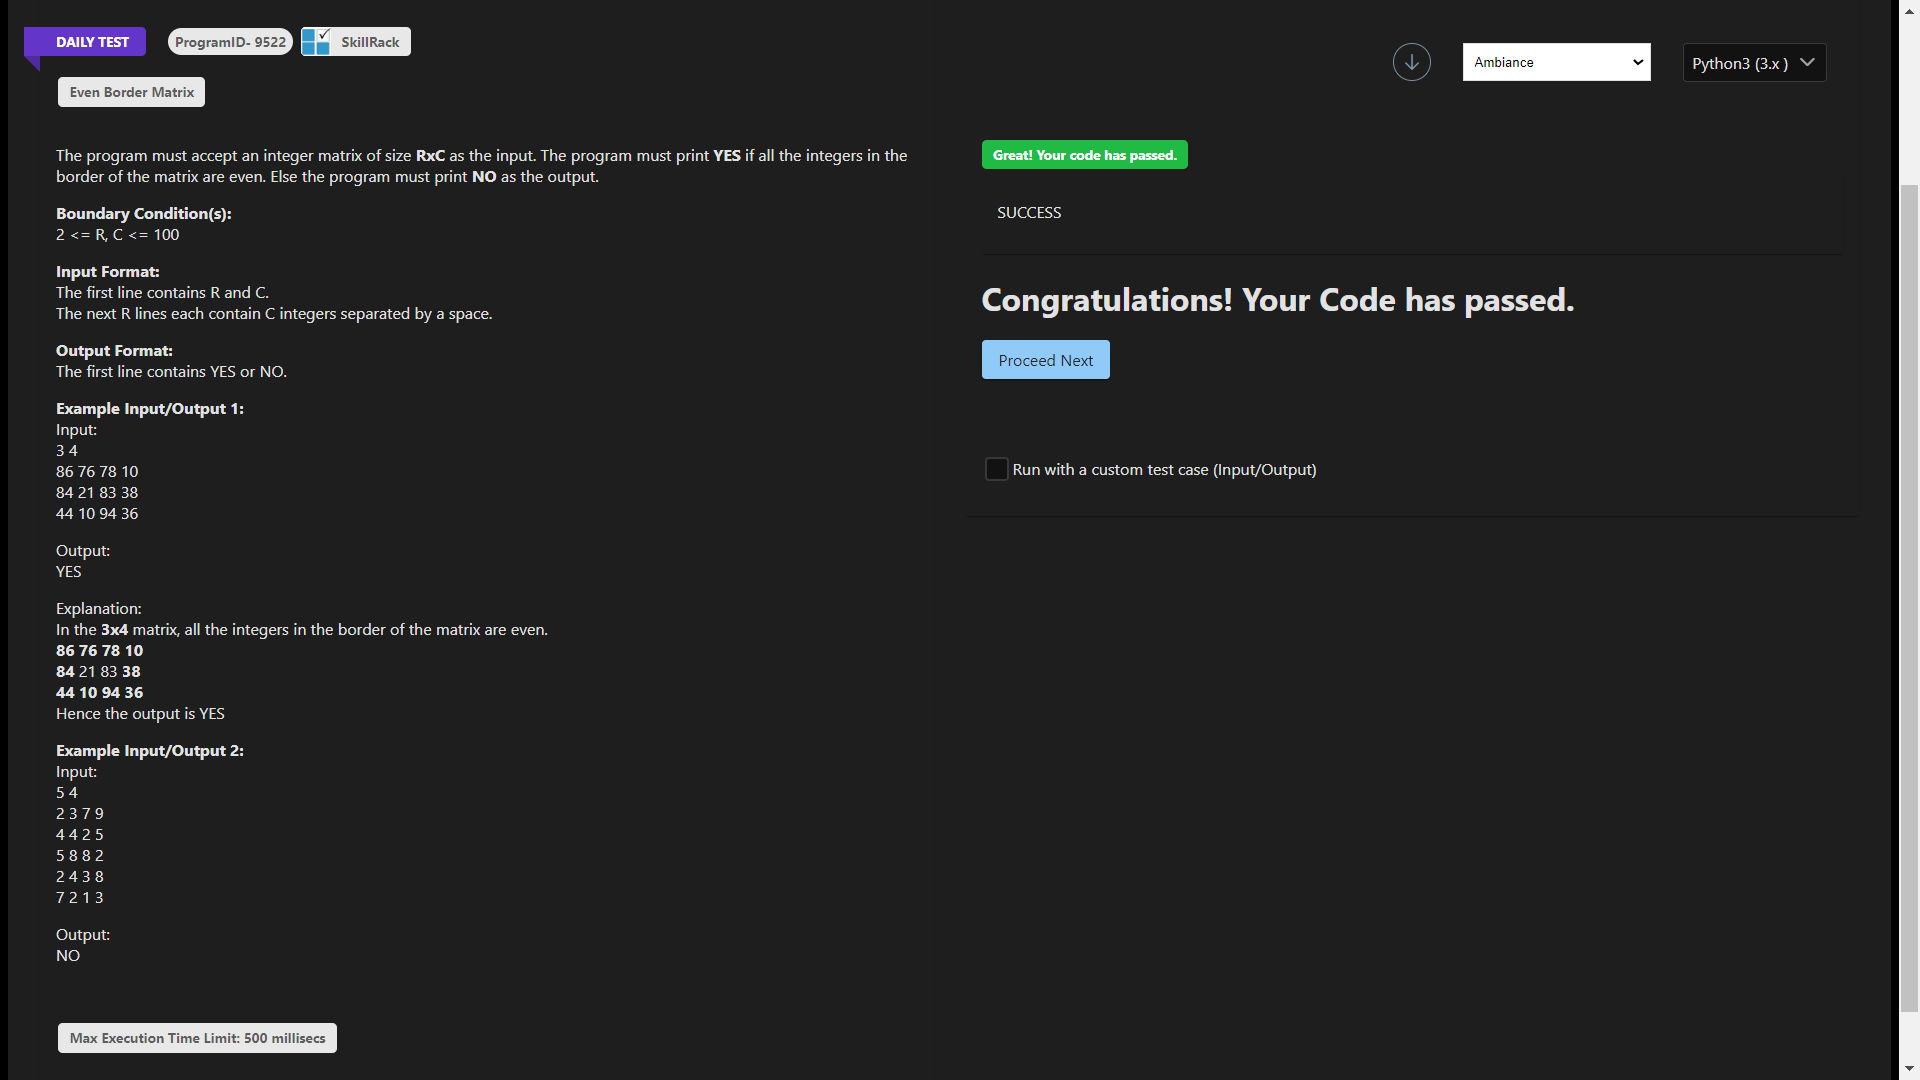 DAILY TEST
ProgramID- 9522
SkillRack
Even Border Matrix
Ambiance
Python3 (3.x )
The program must accept an integer matrix of size RxC as the input. The program must print YES if all the integers in the
border of the matrix are even. Else the program must print NO as the output.
Boundary Condition(s):
2 <= R, C <= 100
Input Format:
The first line contains R and C.
The next R lines each contain C integers separated by a space.
Output Format:
The first line contains YES or NO.
Example Input/Output 1:
Input:
3 4
86 76 78 10
84 21 83 38
44 10 94 36
Output:
YES
Explanation:
In the 3x4 matrix, all the integers in the border of the matrix are even.
86 76 78 10
84 21 83 38
44 10 94 36
Hence the output is YES
Example Input/Output 2:
Input:
5 4
2 3 7 9
4 4 2 5
5 8 8 2
2 4 3 8
7 2 1 3
Output:
NO
Max Execution Time Limit: 500 millisecs
Great! Your code has passed.
SUCCESS
Congratulations! Your Code has passed.
Proceed Next
Run with a custom test case (Input/Output)